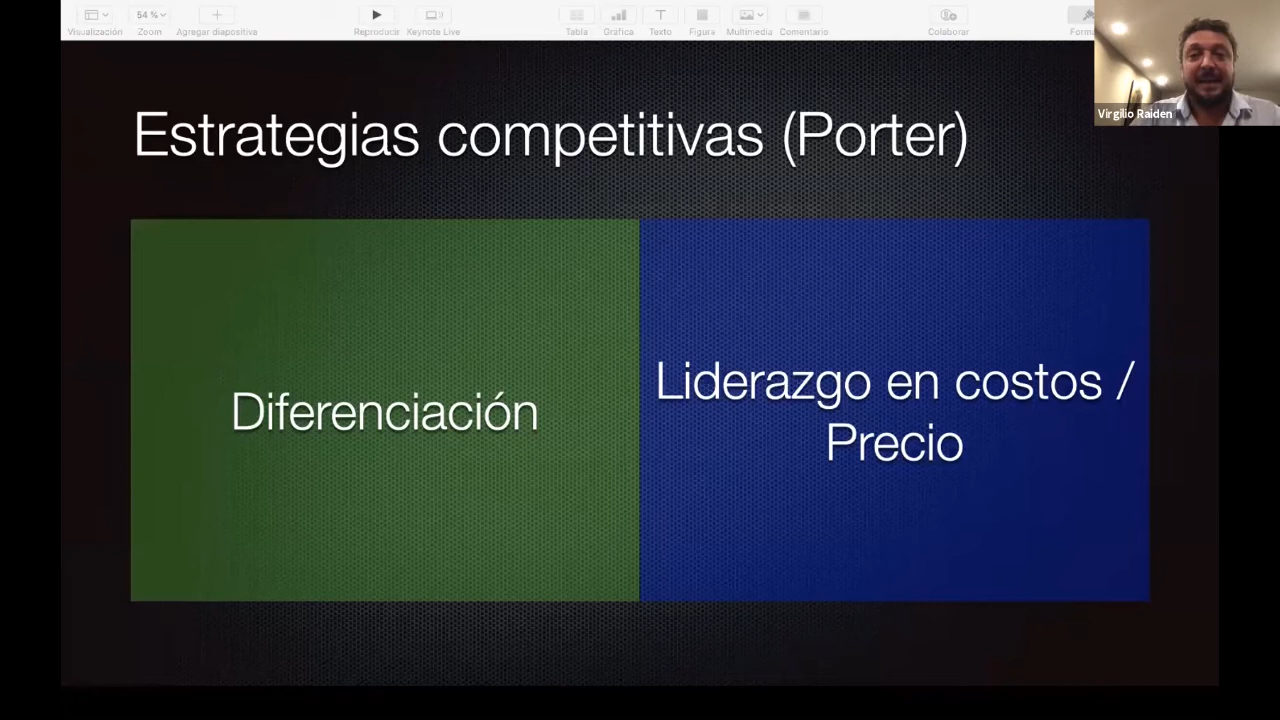 54 %
Visualización
Zoom
Agregar diapositiva
Reproducir
Keynote Live
Tabla
Gráfica
Texto
Figura
Multimedia
Comentario
Colaborar
Virgilio Raiden
Estrategias competitivas (Porter)
Diferenciación
Liderazgo en costos /
Precio